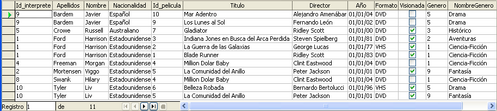 Id_interprete Apellidos Nombre Nacionalidad Id_pelicula Titulo Director Año Formato Visionada Genero NombreGenero
9 Bardem Javier Español 10 Mar Adentro Alejandro Amenábar 01/01/04 DVD 5 Drama
9 Bardem Javier Español 9 Los Lunes al Sol Fernando León 01/01/02 DVD 5 Drama
5 Crowe Russell Australiano 7 Gladiator Ridley Scott 01/01/00 DVD 3 Histórico
1 Ford Harrison Estadounidense 3 Indiana Jones en Busca del Arca Perdida Steven Spielberg 01/01/81 DVD 2 Aventuras
1 Ford Harrison Estadounidense 2 La Guerra de las Galaxias George Lucas 01/01/77 VHS 1 Ciencia-Ficción
1 Ford Harrison Estadounidense 1 Blade Runner Ridley Scott 01/01/83 DVD 1 Ciencia-Ficción
4 Freeman Morgan Estadounidense 4 Million Dolar Baby Clint Eastwood 01/01/04 DVD 5 Drama
2 Mortensen Viggo Estadounidense 5 La Comunidad del Anillo Peter Jackson 01/01/01 DVD 9 Fantasía
8 Swank Hilary Estadounidense 4 Million Dolar Baby Clint Eastwood 01/01/04 DVD 5 Drama
10 Tyler Liv Estadounidense 6 Belleza Robada Bernardo Bertolucci 01/01/96 VHS 5 Drama
10 Tyler Liv Estadounidense 5 La Comunidad del Anillo Peter Jackson 01/01/01 DVD 9 Fantasía
Registro 1 de 11